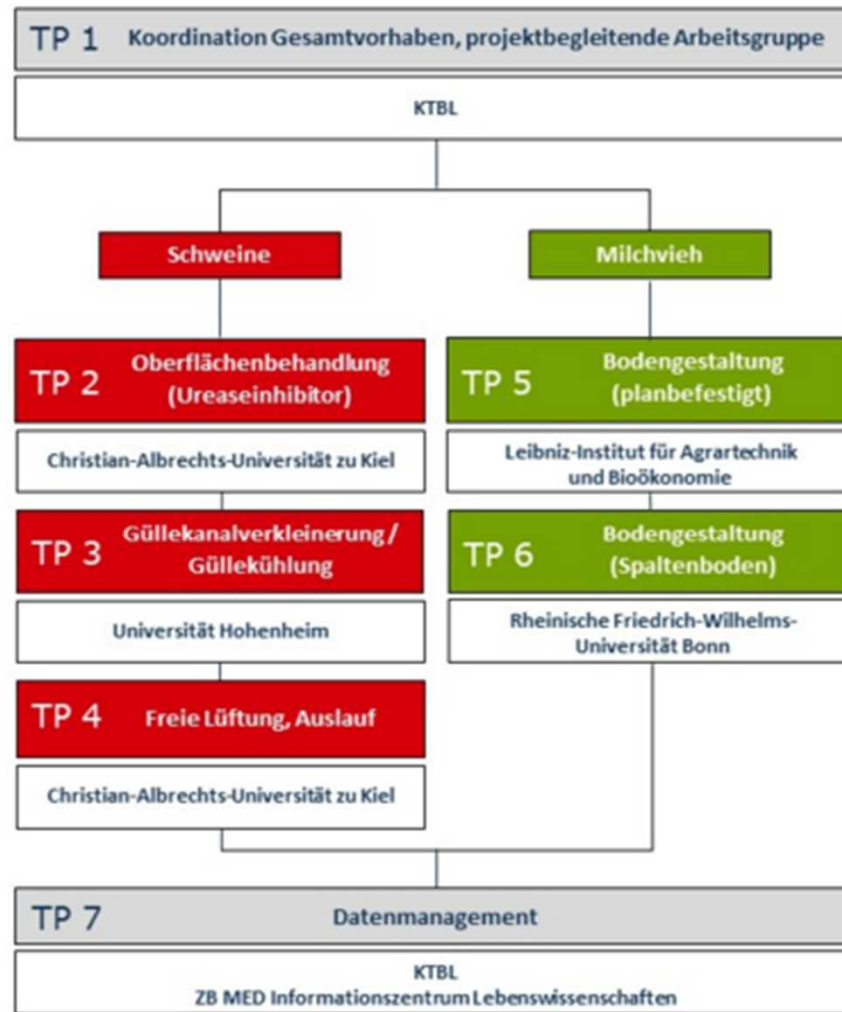 TP 1 Koordination Gesamtvorhaben, projektbegleitende Arbeitsgruppe
KTBL
Schweine
TP 2 Oberflächenbehandlung
(Ureaseinhibitor)
Christian-Albrechts-Universität zu Kiel
TP 3 Güllekanalverkleinerung /
Güllekühlung
Universität Hohenheim
TP 4 Freie Lüftung, Auslauf
Christian-Albrechts-Universität zu Kiel
Milchvieh
TP 5 Bodengestaltung
(planbefestigt)
Leibniz-Institut für Agrartechnik
und Bioökonomie
TP 6 Bodengestaltung
(Spaltenboden)
Rheinische Friedrich-Wilhelms-
Universität Bonn
TP 7 Datenmanagement
KTBL
ZB MED Informationszentrum Lebenswissenschaften